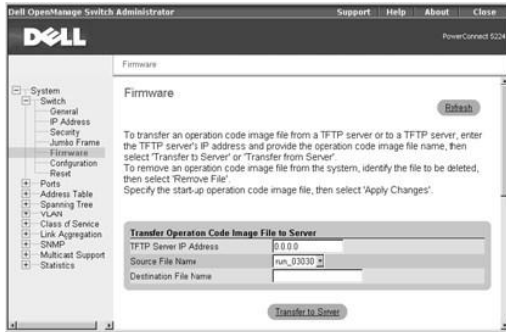 Dell OpenManage Switch Administrator
Support Help About Close
DELL
PowerConnect 5224
Firmware
System
Switch
General
IP Address
Security
Jumbo Frame
Firmware
Configuration
Reset
Ports
Address Table
Spanning Tree
VLAN
Class of Service
Link Aggregation
SNMP
Multicast Support
Statistics
Firmware
Refresh
To transfer an operation code image file from a TFTP server or to a TFTP server, enter
the TFTP server's IP address and provide the operation code image file name, then
select 'Transfer to Server' or 'Transfer from Server'.
To remove an operation code image file from the system, identify the file to be deleted,
then select 'Remove File'.
Specify the start-up operation code image file, then select 'Apply Changes'.
Transfer Operation Code Image File to Server
TFTP Server IP Address 0.0.0.0
Source File Name run_03030
Destination File Name
Transfer to Server